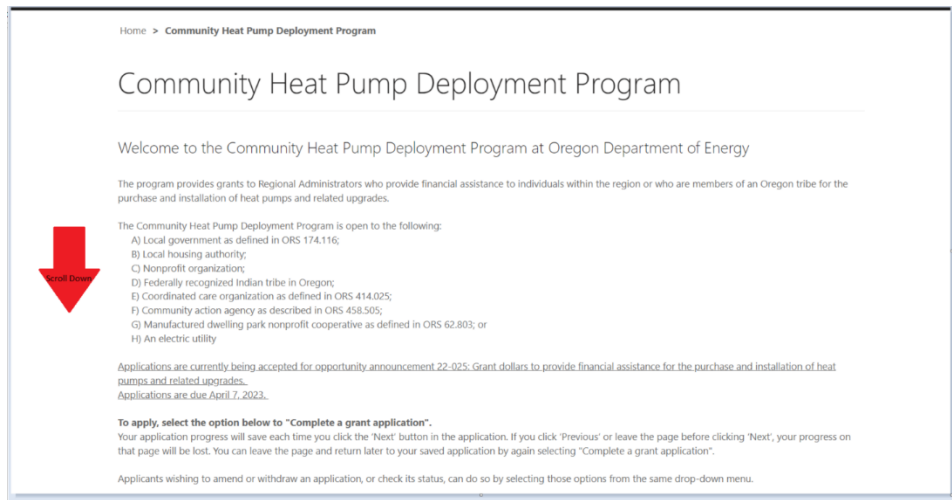 Home > Community Heat Pump Deployment Program
Community Heat Pump Deployment Program
Welcome to the Community Heat Pump Deployment Program at Oregon Department of Energy
The program provides grants to Regional Administrators who provide financial assistance to individuals within the region or who are members of an Oregon tribe for the
purchase and installation of heat pumps and related upgrades.
The Community Heat Pump Deployment Program is open to the following:
A) Local government as defined in ORS 174.116;
B) Local housing authority;
C) Nonprofit organization;
D) Federally recognized Indian tribe in Oregon;
Scroll Down
E) Coordinated care organization as defined in ORS 414.025;
F) Community action agency as described in ORS 458.505;
G) Manufactured dwelling park nonprofit cooperative as defined in ORS 62.803; or
H) An electric utility
Applications are currently being accepted for opportunity announcement 22-025: Grant dollars to provide financial assistance for the purchase and installation of heat
pumps and related upgrades.
Applications are due April 7, 2023.
To apply, select the option below to "Complete a grant application".
Your application progress will save each time you click the 'Next' button in the application. If you click 'Previous' or leave the page before clicking 'Next', your progress on
that page will be lost. You can leave the page and return later to your saved application by again selecting "Complete a grant application".
Applicants wishing to amend or withdraw an application, or check its status, can do so by selecting those options from the same drop-down menu.